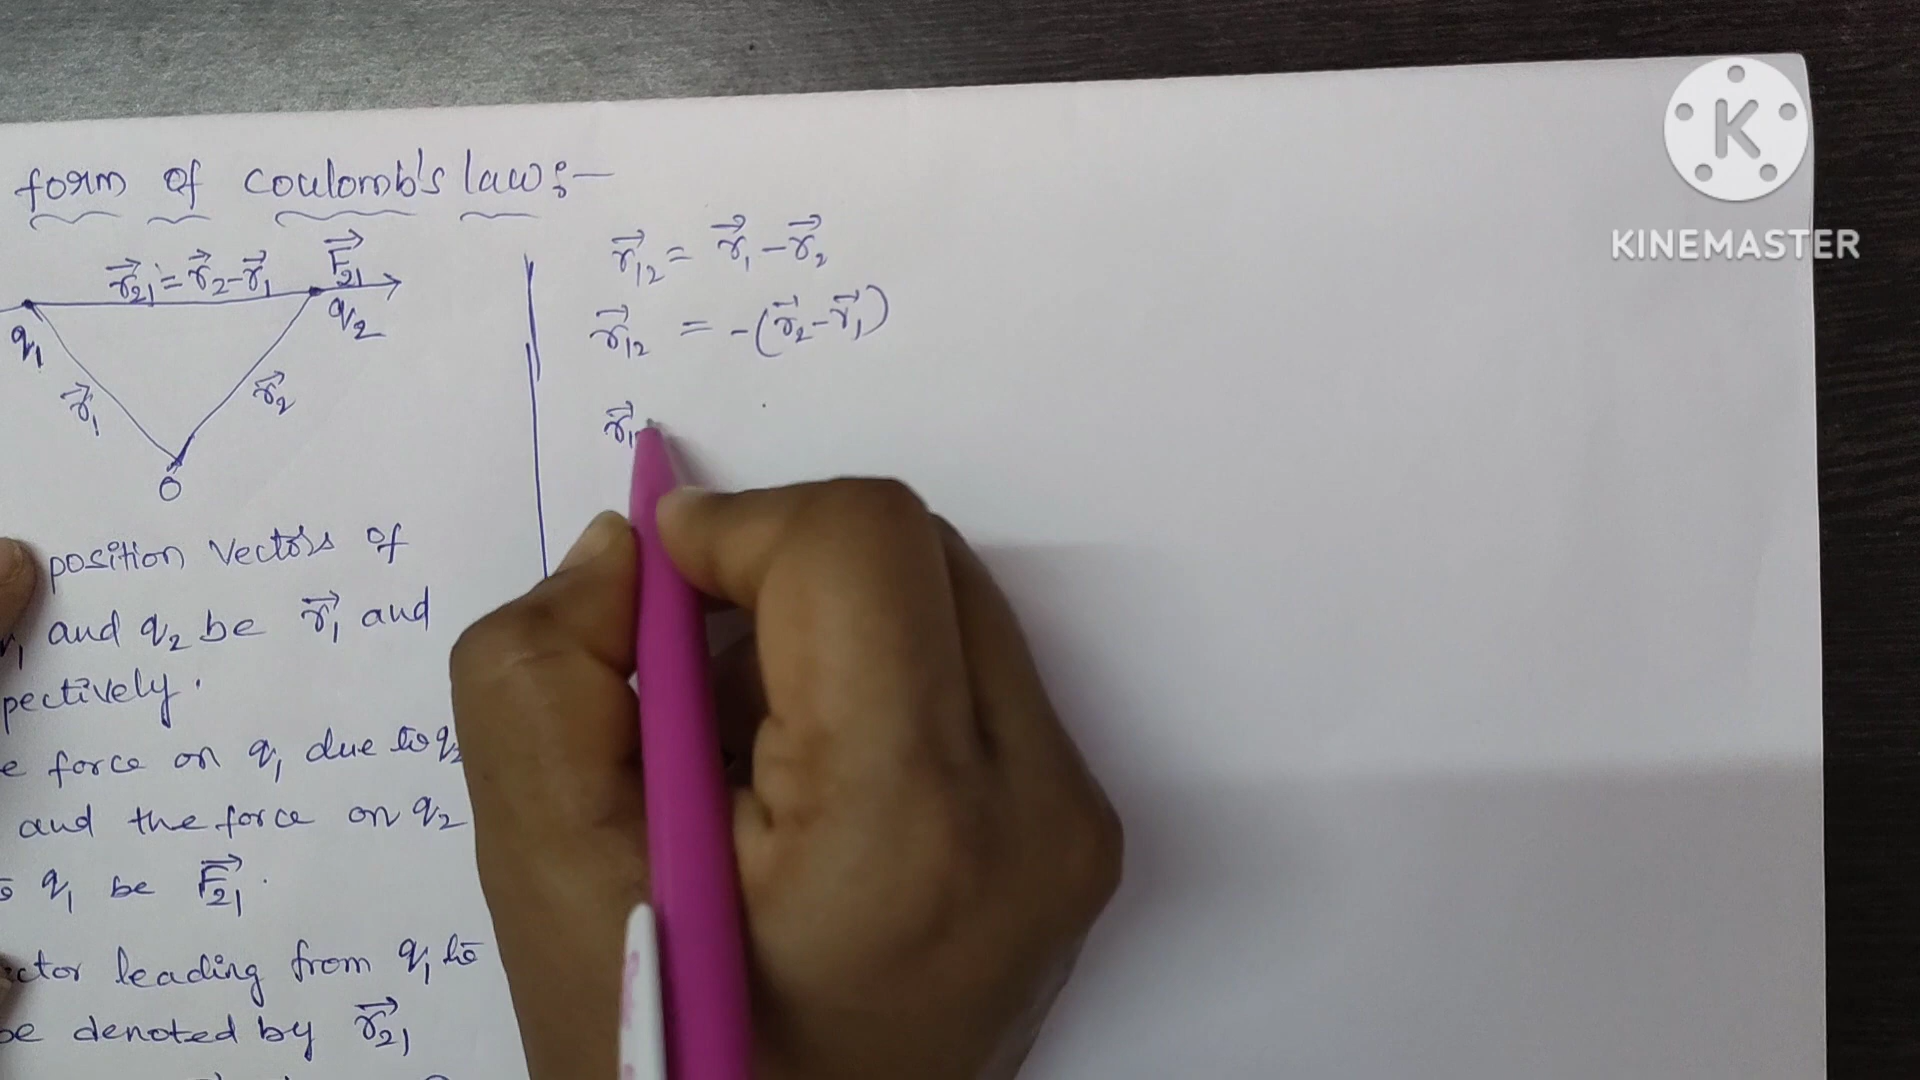 form of Coulomb's law:-
r⃗21 = r⃗2 - r⃗1
F⃗21
q1
q2
r⃗1
r⃗2
O
position vectors of
and q2 be r⃗1 and
pectively.
e force on q1 due to q2
and the force on q2
q1 be F⃗21.
ctor leading from q1 to
be denoted by r⃗21
r⃗12 = r⃗1 - r⃗2
r⃗12 = -(r⃗2 - r⃗1)
r⃗1
K
KINEMASTER